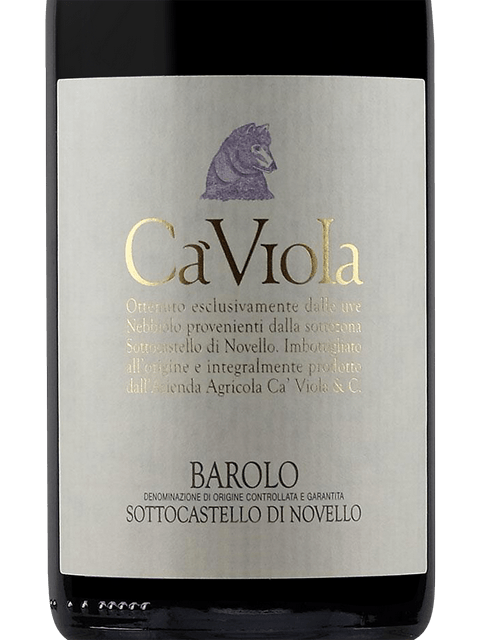 Ca'Viola
Ottenuto esclusivamente dalle uve
Nebbiolo provenienti dalla sottozona
Sottocastello di Novello. Imbottigliato
all'origine e integralmente prodotto
dall'Azienda Agricola Ca' Viola & C.
BAROLO
DENOMINAZIONE DI ORIGINE CONTROLLATA E GARANTITA
SOTTOCASTELLO DI NOVELLO